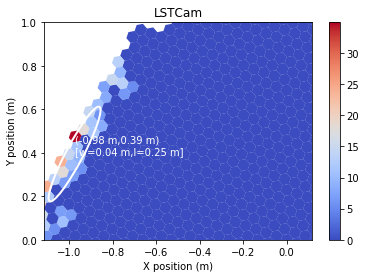 LSTCam
Y position (m)
1.0
0.8
0.6
0.4
0.2
0.0
(-0.98 m,0.39 m)
[w=0.04 m,l=0.25 m]
−1.0 −0.8 −0.6 −0.4 −0.2 0.0
X position (m)
35
30
25
20
15
10
5
0